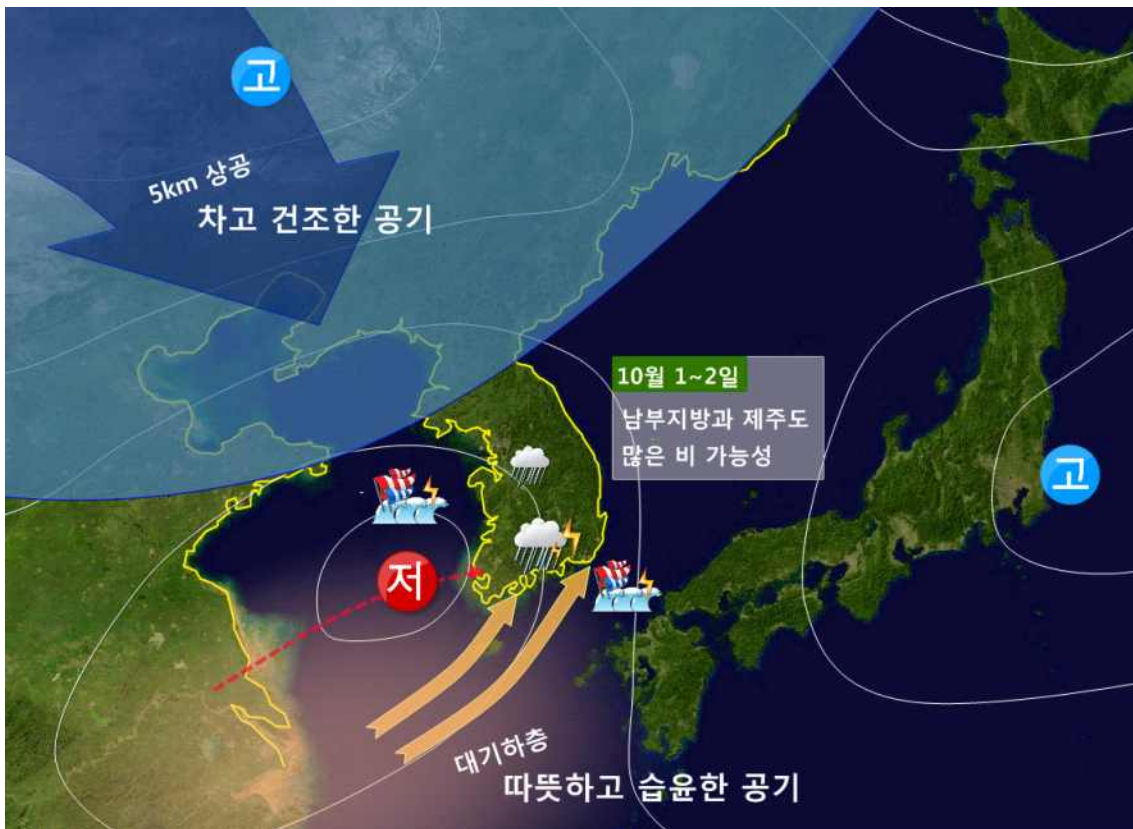 고
5km 상공
차고 건조한 공기
10월 1~2일
남부지방과 제주도
많은 비 가능성
고
저
대기하층
따뜻하고 습윤한 공기